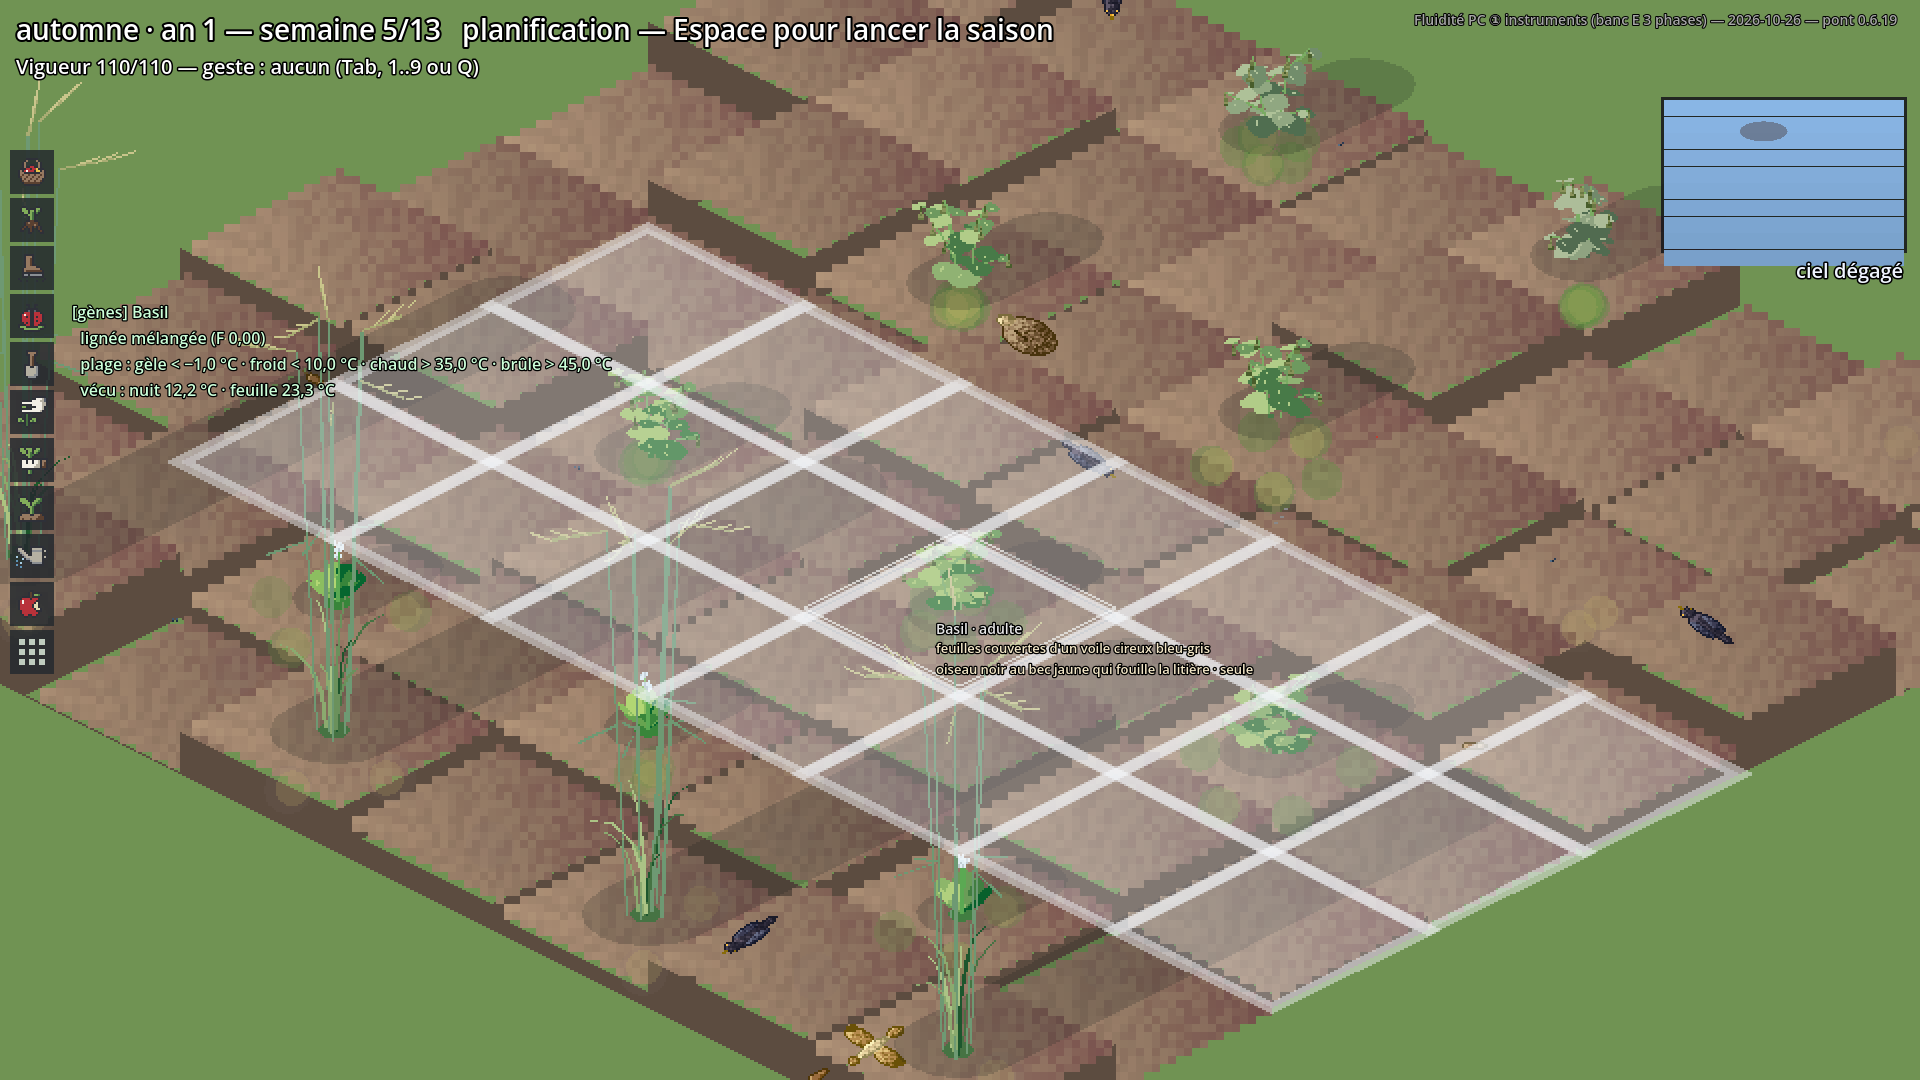 automne · an 1 — semaine 5/13   planification — Espace pour lancer la saison
Fluidité PC ① instruments (banc E 3 phases) — 2026-10-26 — pont 0.6.19
Vigueur 110/110 — geste : aucun (Tab, 1..9 ou Q)
ciel dégagé
[gènes] Basil
lignée mélangée (F 0,00)
plage : gèle < −1,0 °C · froid < 10,0 °C · chaud > 35,0 °C · brûle > 45,0 °C
vécu : nuit 12,2 °C · feuille 23,3 °C
Basil · adulte
feuilles couvertes d'un voile cireux bleu-gris
oiseau noir au bec jaune qui fouille la litière · seule